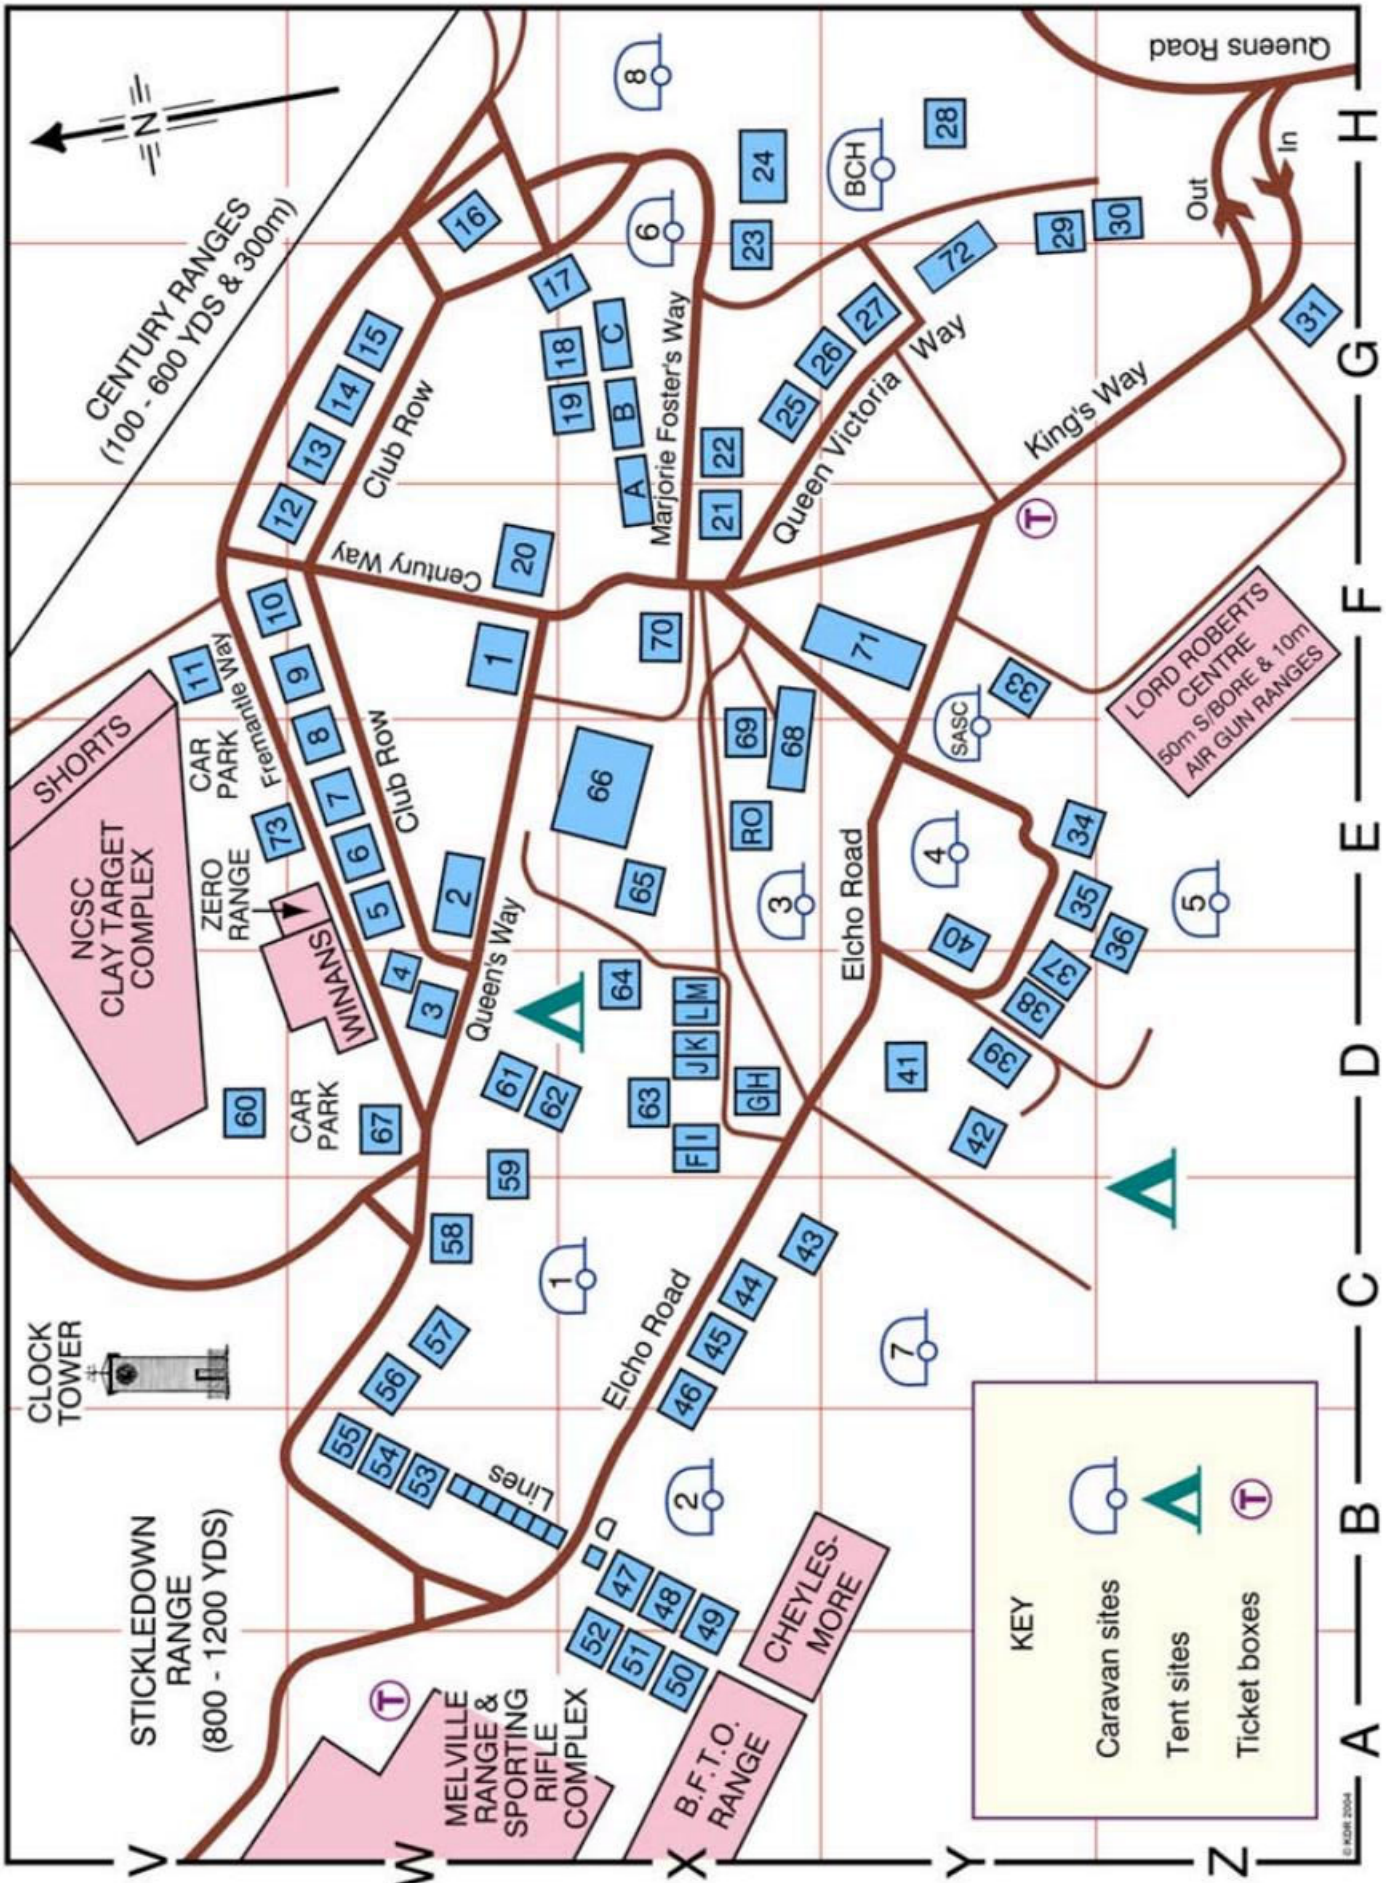 STICKLEDOWN
RANGE
(800 - 1200 YDS)
CLOCK
TOWER
NCSC
CLAY TARGET
COMPLEX
SHORTS
CENTURY RANGES
(100 - 600 YDS & 300m)
N
CAR
PARK
ZERO
RANGE
WINANS
CAR
PARK
60
67
73
11
Fremantle Way
3
4
5
6
7
8
9
10
12
13
14
15
16
Club Row
Club Row
Century Way
1
2
20
17
18
19
A
B
C
Marjorie Foster's Way
6
8
21
22
23
24
BCH
28
25
26
27
72
29
30
Queen Victoria
Way
King's Way
Out
In
Queens Road
31
T
T
MELVILLE
RANGE &
SPORTING
RIFLE
COMPLEX
B.F.T.O.
RANGE
CHEYLES-
MORE
55
54
53
Lines
D
56
57
58
59
61
62
63
64
65
66
Queen's Way
1
F
I
J
K
L
M
G
H
RO
69
68
70
71
3
Elcho Road
Elcho Road
52
51
50
47
48
49
2
46
45
44
43
7
41
42
39
38
37
36
35
34
40
4
5
SASC
33
LORD ROBERTS
CENTRE
50m S/BORE & 10m
AIR GUN RANGES
KEY
Caravan sites
Tent sites
Ticket boxes
T
V
W
X
Y
Z
A
B
C
D
E
F
G
H
© KDR 2004